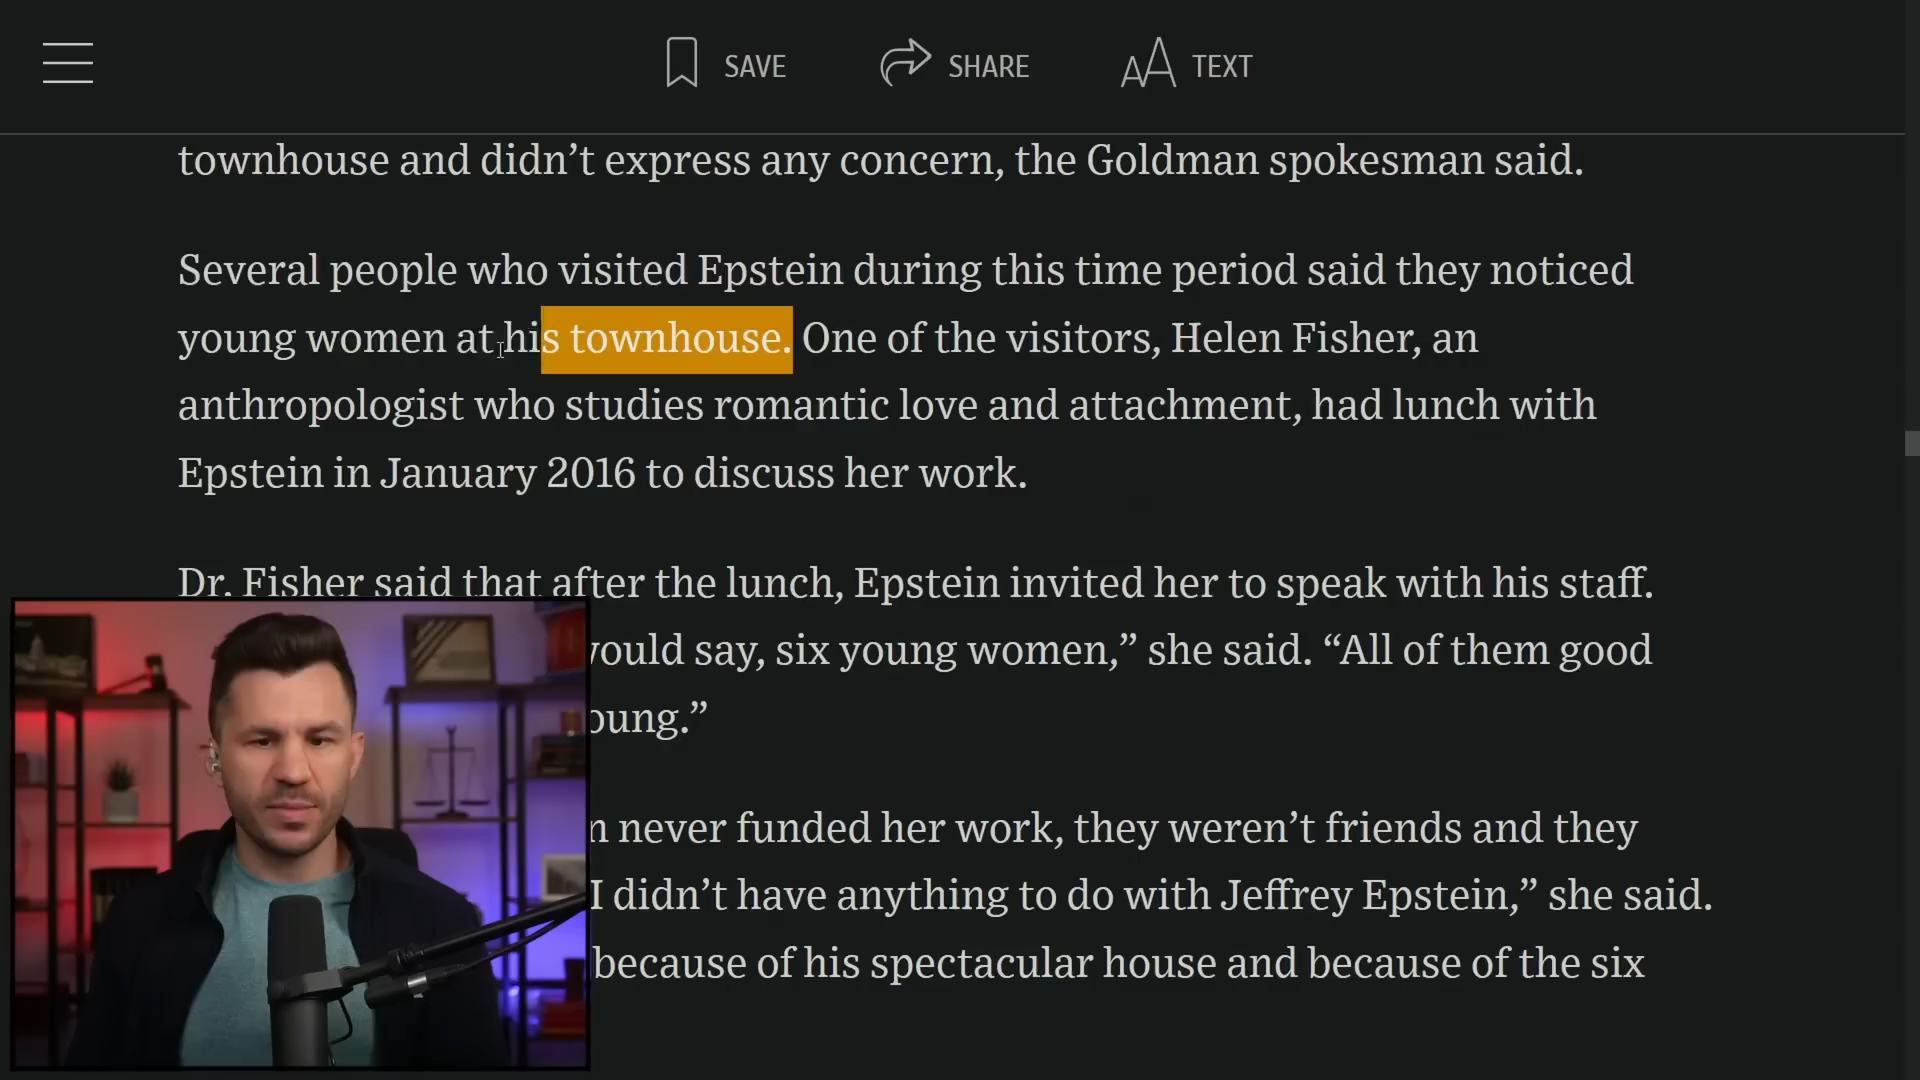 SAVE SHARE TEXT
townhouse and didn’t express any concern, the Goldman spokesman said.
Several people who visited Epstein during this time period said they noticed
young women at his townhouse. One of the visitors, Helen Fisher, an
anthropologist who studies romantic love and attachment, had lunch with
Epstein in January 2016 to discuss her work.
Dr. Fisher said that after the lunch, Epstein invited her to speak with his staff.
would say, six young women,” she said. “All of them good
oung.”
n never funded her work, they weren’t friends and they
I didn’t have anything to do with Jeffrey Epstein,” she said.
because of his spectacular house and because of the six